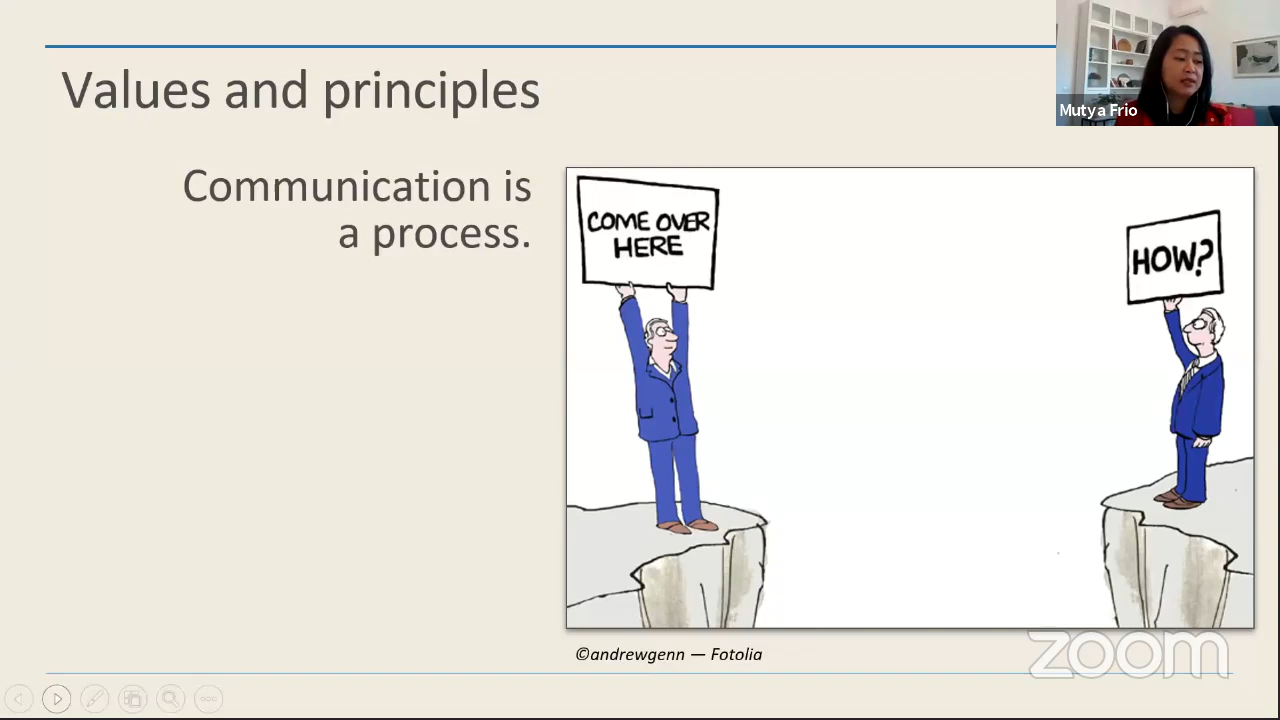 Values and principles
Mutya Frio
Communication is
a process.
COME OVER
HERE
HOW?
©andrewgenn — Fotolia
zoom